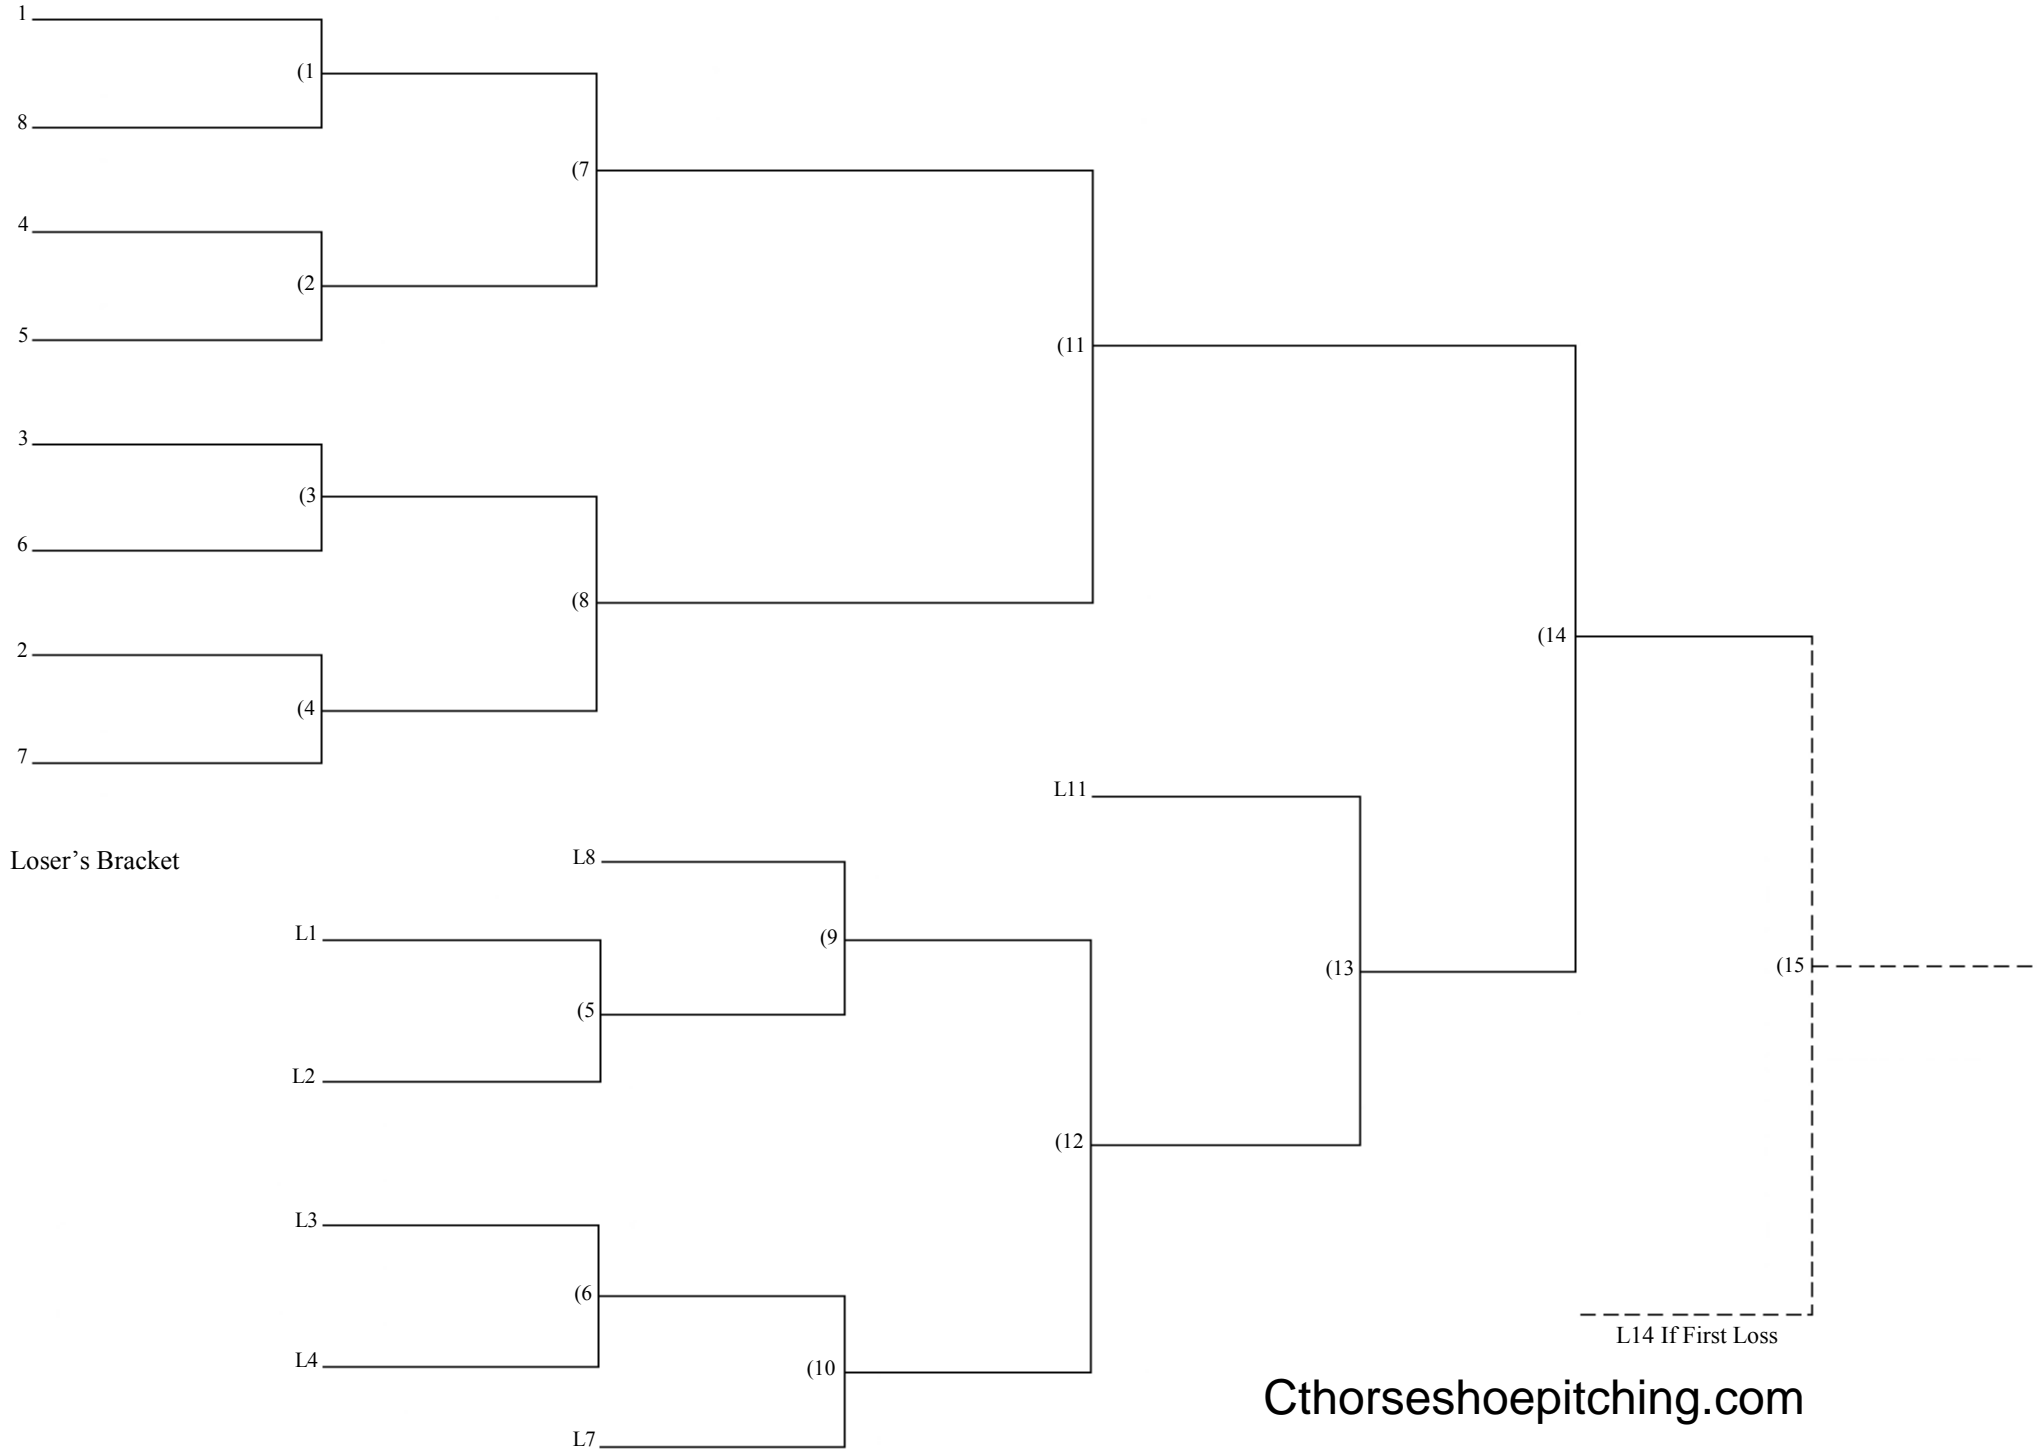 1
(1
8
(7
4
(2
5
(11
3
(3
6
(8
2
(4
7
(14
L11
Loser’s Bracket
L8
L1
(9
(5
L2
(13
(15
(12
L3
(6
L4
(10
L7
L14 If First Loss
Cthorseshoepitching.com